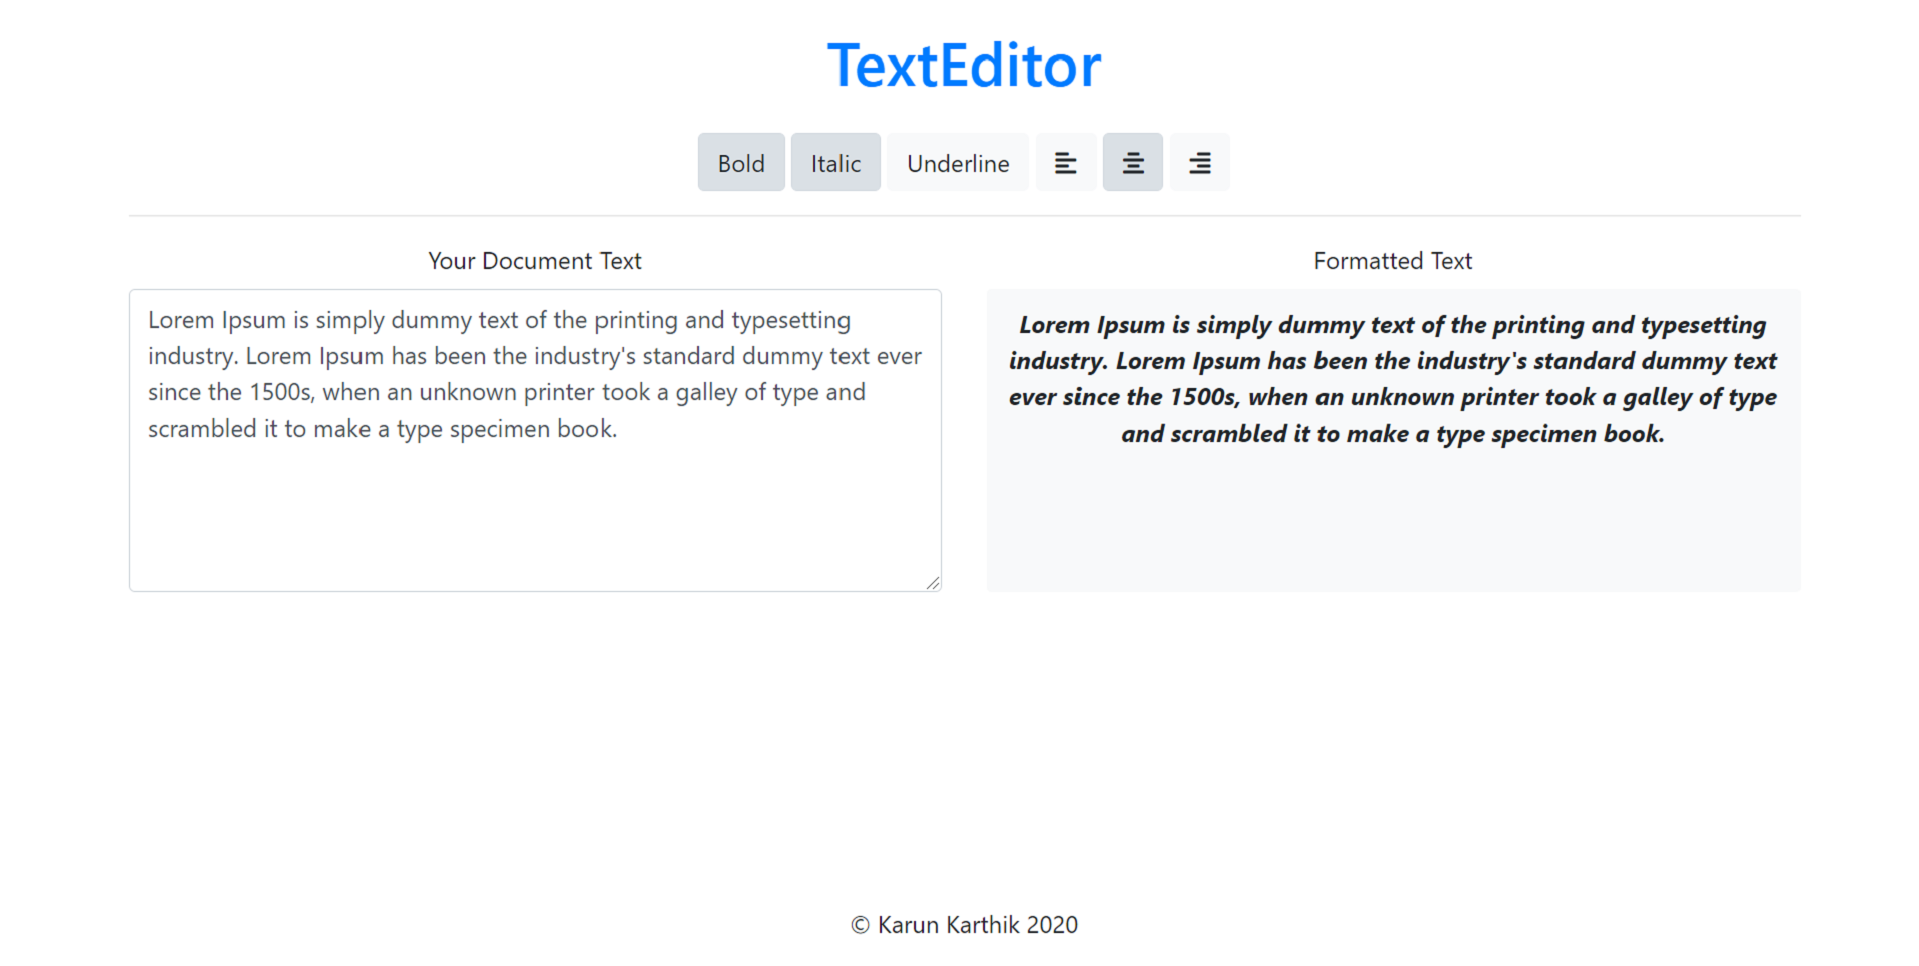 TextEditor
Bold Italic Underline
Your Document Text
Lorem Ipsum is simply dummy text of the printing and typesetting
industry. Lorem Ipsum has been the industry's standard dummy text ever
since the 1500s, when an unknown printer took a galley of type and
scrambled it to make a type specimen book.
Formatted Text
Lorem Ipsum is simply dummy text of the printing and typesetting
industry. Lorem Ipsum has been the industry's standard dummy text
ever since the 1500s, when an unknown printer took a galley of type
and scrambled it to make a type specimen book.
© Karun Karthik 2020